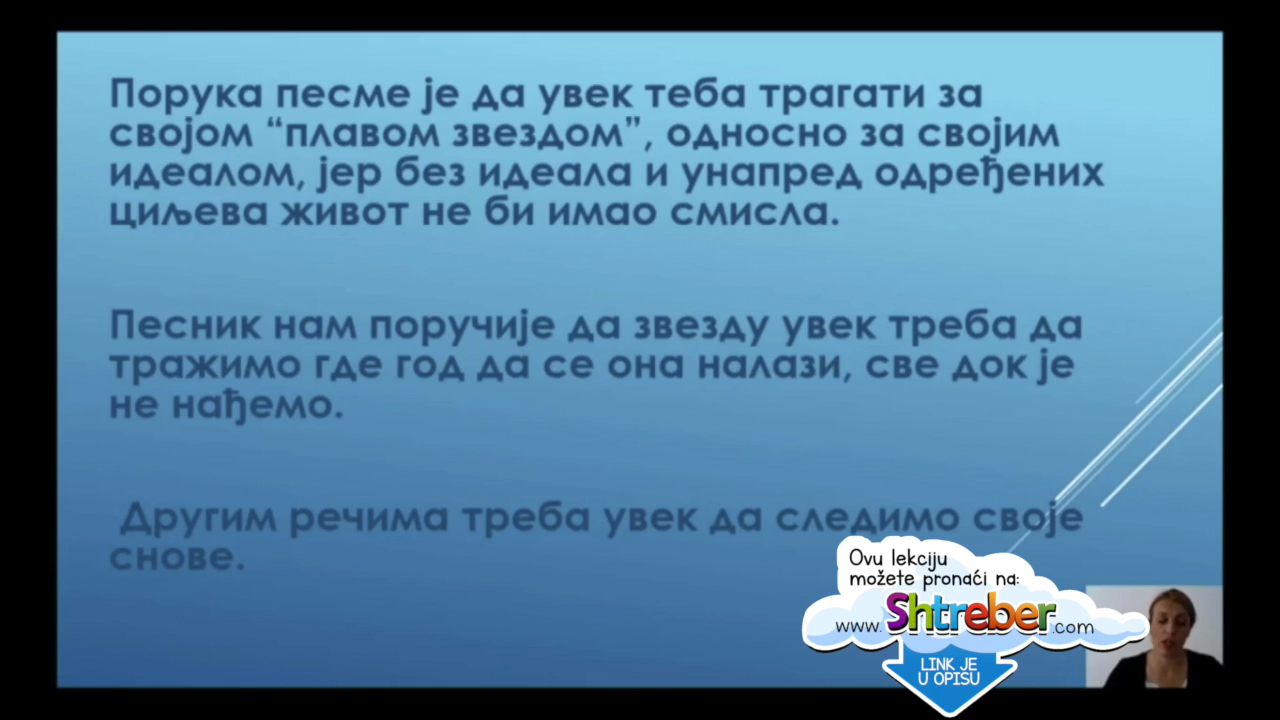 Порука песме је да увек теба трагати за
својом “плавом звездом”, односно за својим
идеалом, јер без идеала и унапред одређених
циљева живот не би имао смисла.
Песник нам поручије да звезду увек треба да
тражимо где год да се она налази, све док је
не нађемо.
Другим речима треба увек да следимо своје
снове.
Ovu lekciju
možete pronaći na:
www.Shtreber.com
LINK JE
U OPISU